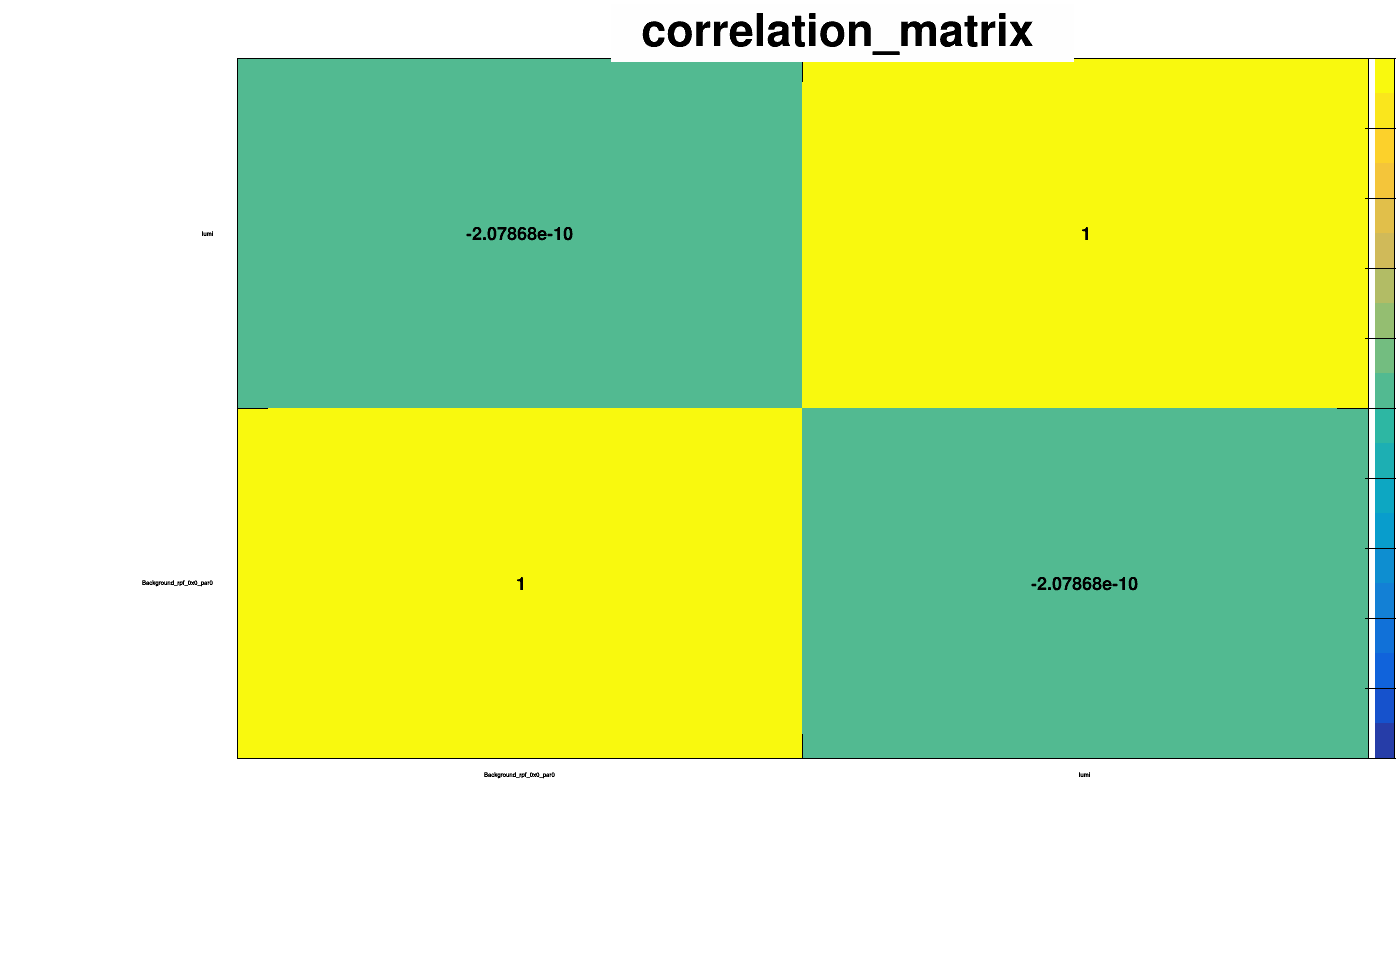 correlation_matrix
lumi
-2.07868e-10
1
Background_rpf_0x0_par0
1
-2.07868e-10
Background_rpf_0x0_par0
lumi